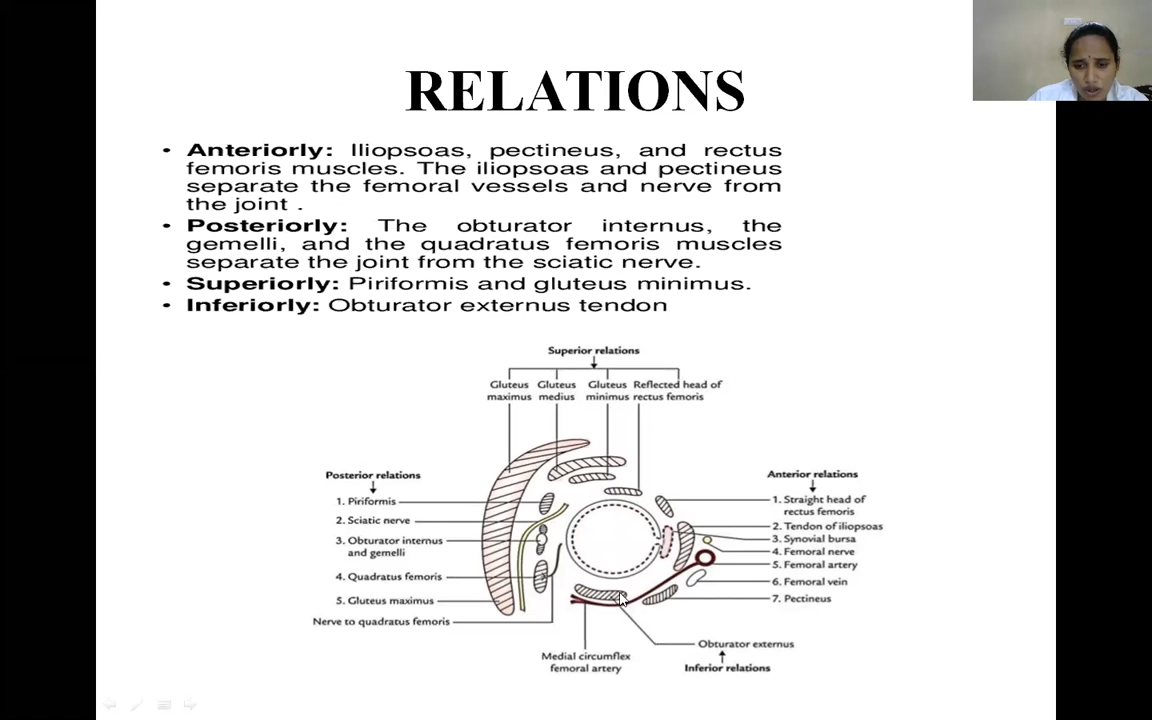 RELATIONS
• Anteriorly: Iliopsoas, pectineus, and rectus
femoris muscles. The iliopsoas and pectineus
separate the femoral vessels and nerve from
the joint .
• Posteriorly: The obturator internus, the
gemelli, and the quadratus femoris muscles
separate the joint from the sciatic nerve.
• Superiorly: Piriformis and gluteus minimus.
• Inferiorly: Obturator externus tendon
Superior relations
Gluteus Gluteus Gluteus Reflected head of
maximus medius minimus rectus femoris
Posterior relations
1. Piriformis
2. Sciatic nerve
3. Obturator internus
and gemelli
4. Quadratus femoris
5. Gluteus maximus
Nerve to quadratus femoris
Anterior relations
1. Straight head of
rectus femoris
2. Tendon of iliopsoas
3. Synovial bursa
4. Femoral nerve
5. Femoral artery
6. Femoral vein
7. Pectineus
Medial circumflex
femoral artery
Obturator externus
Inferior relations